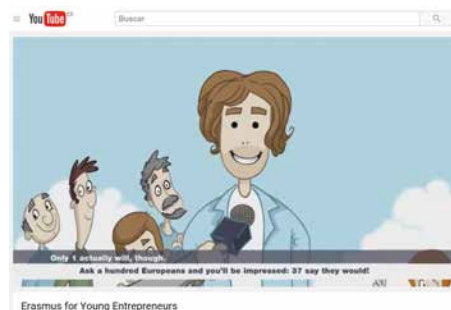 YouTube ES
Buscar
Only 1 actually will, though.
Ask a hundred Europeans and you'll be impressed: 37 say they would!
Erasmus for Young Entrepreneurs